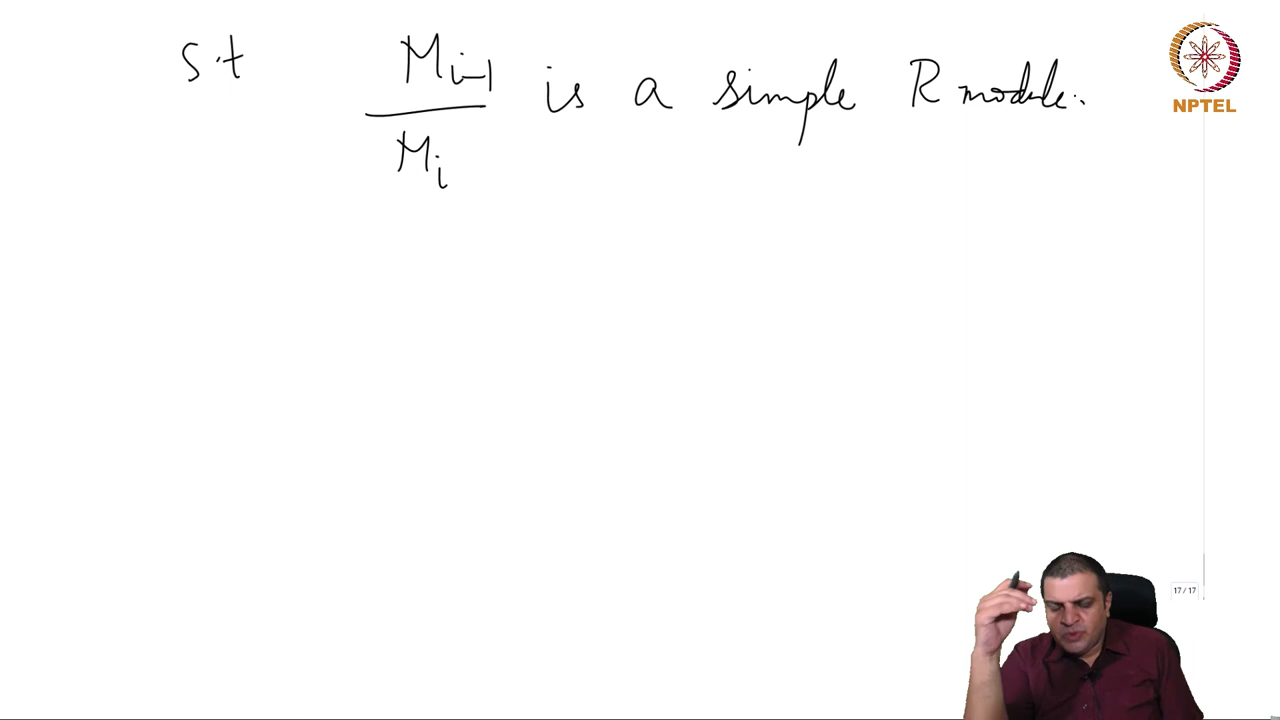 s.t M_{i-1} / M_i is a simple R module.
NPTEL
17 / 17